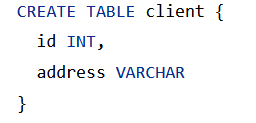 CREATE TABLE client {
  id INT,
  address VARCHAR
}